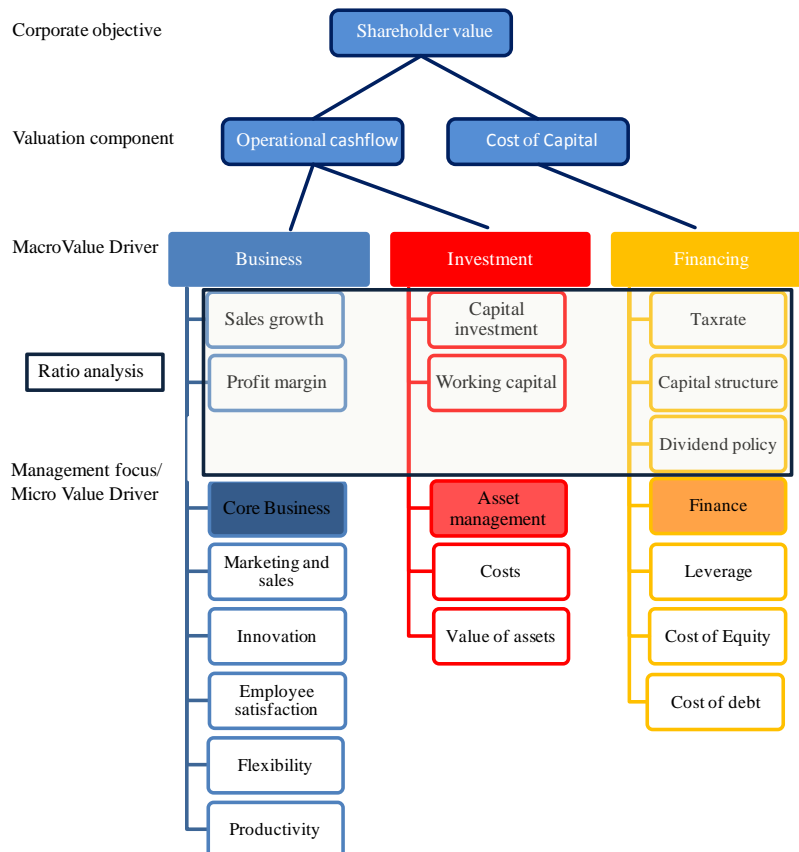 Corporate objective
Shareholder value
Valuation component
Operational cashflow
Cost of Capital
MacroValue Driver
Business
Investment
Financing
Sales growth
Capital
investment
Taxrate
Ratio analysis
Profit margin
Working capital
Capital structure
Dividend policy
Management focus/
Micro Value Driver
Core Business
Asset
management
Finance
Marketing and
sales
Costs
Leverage
Innovation
Value of assets
Cost of Equity
Employee
satisfaction
Cost of debt
Flexibility
Productivity